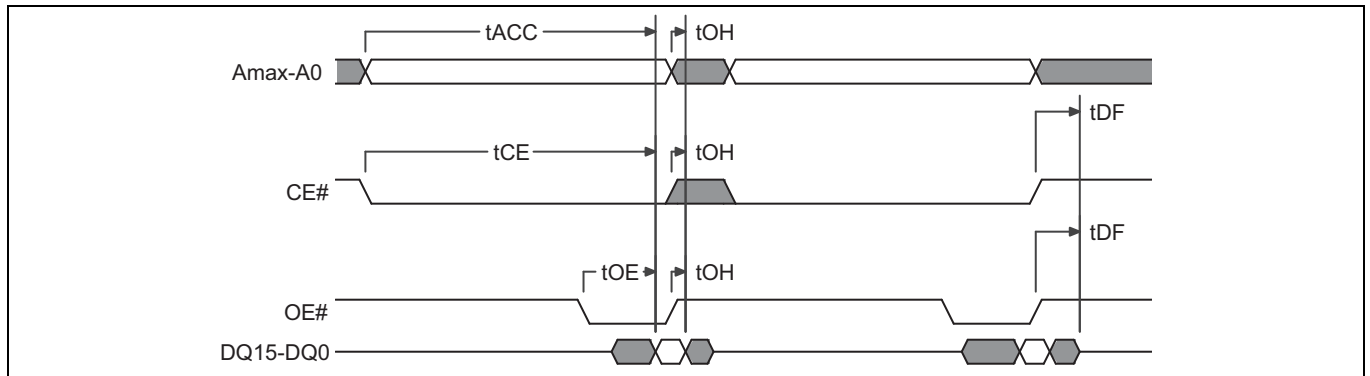 tACC tOH
Amax-A0
tDF
tCE tOH
CE#
tDF
tOE tOH
OE#
DQ15-DQ0